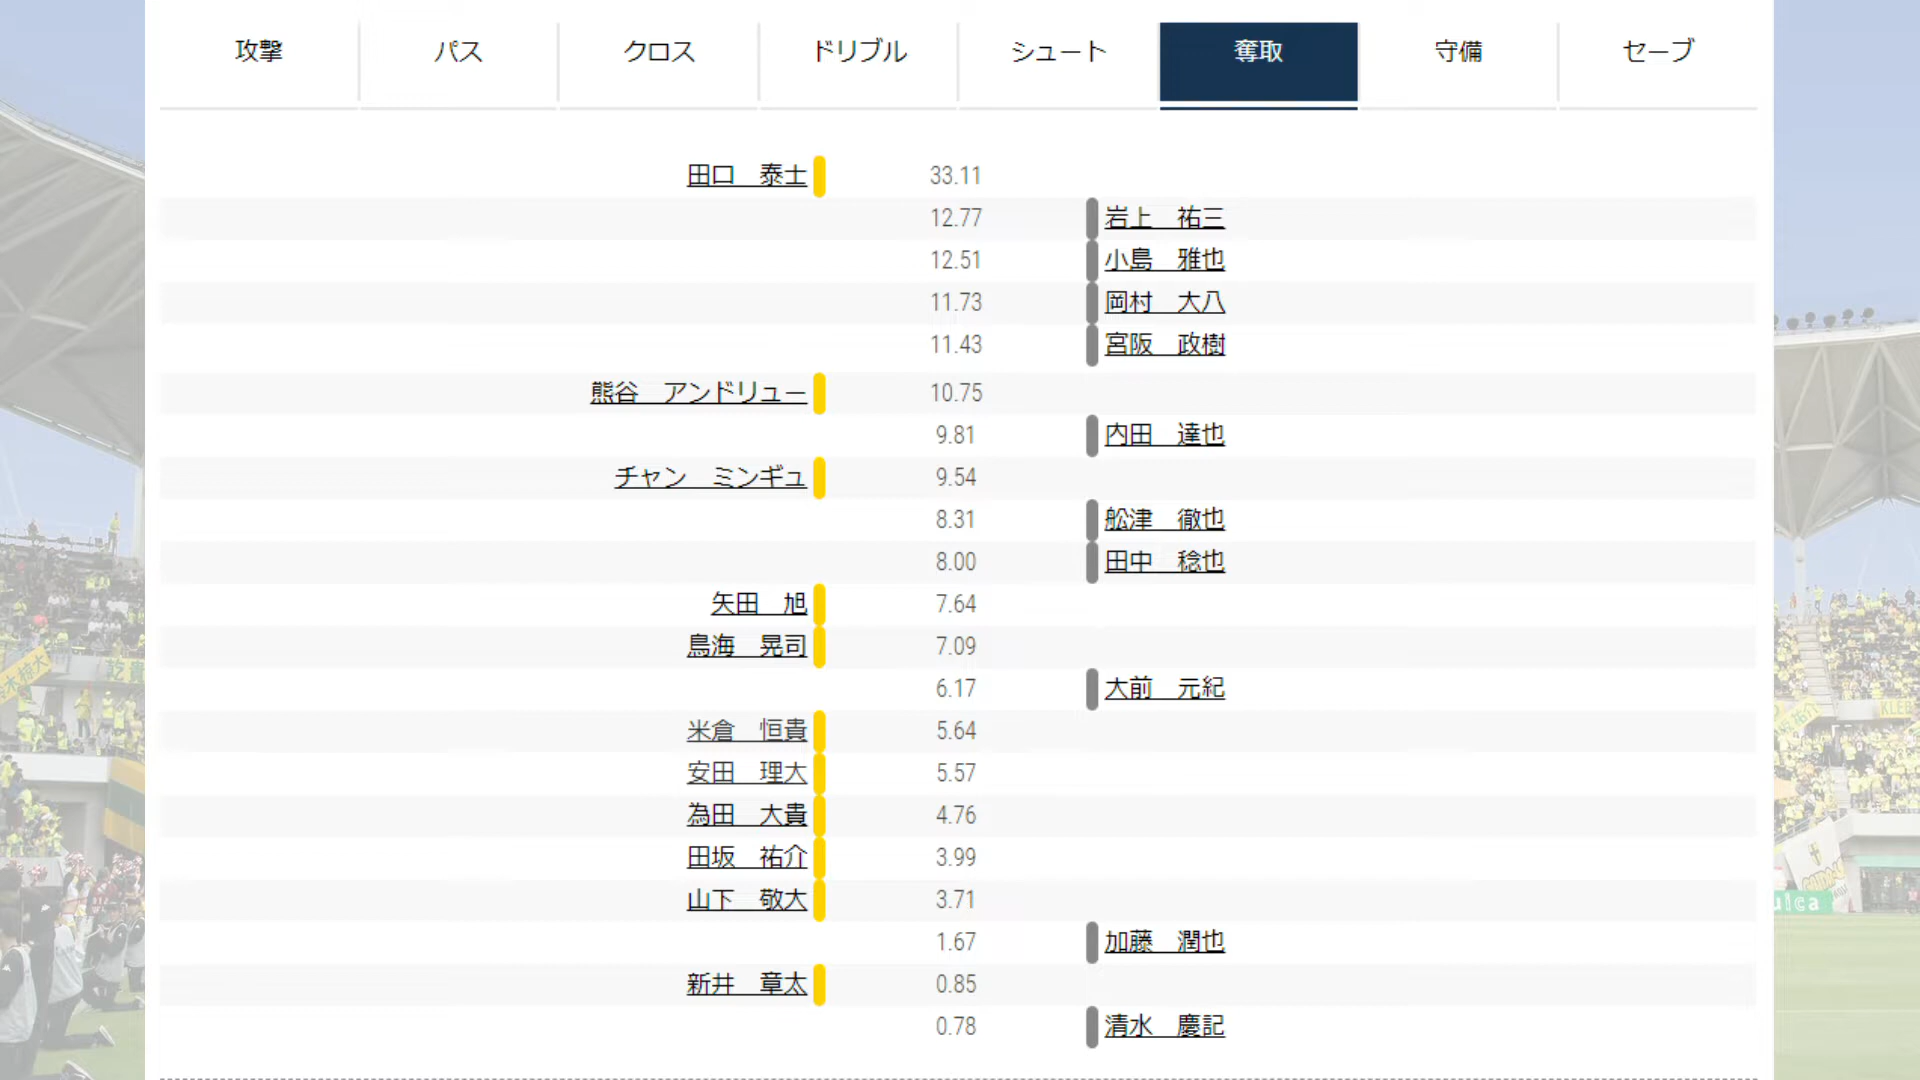 攻撃 パス クロス ドリブル シュート 奪取 守備 セーブ
田口　泰士 33.11
12.77 岩上　祐三
12.51 小島　雅也
11.73 岡村　大八
11.43 宮阪　政樹
熊谷　アンドリュー 10.75
9.81 内田　達也
チャン　ミンギュ 9.54
8.31 舩津　徹也
8.00 田中　稔也
矢田　旭 7.64
鳥海　晃司 7.09
6.17 大前　元紀
米倉　恒貴 5.64
安田　理大 5.57
為田　大貴 4.76
田坂　祐介 3.99
山下　敬大 3.71
1.67 加藤　潤也
新井　章太 0.85
0.78 清水　慶記